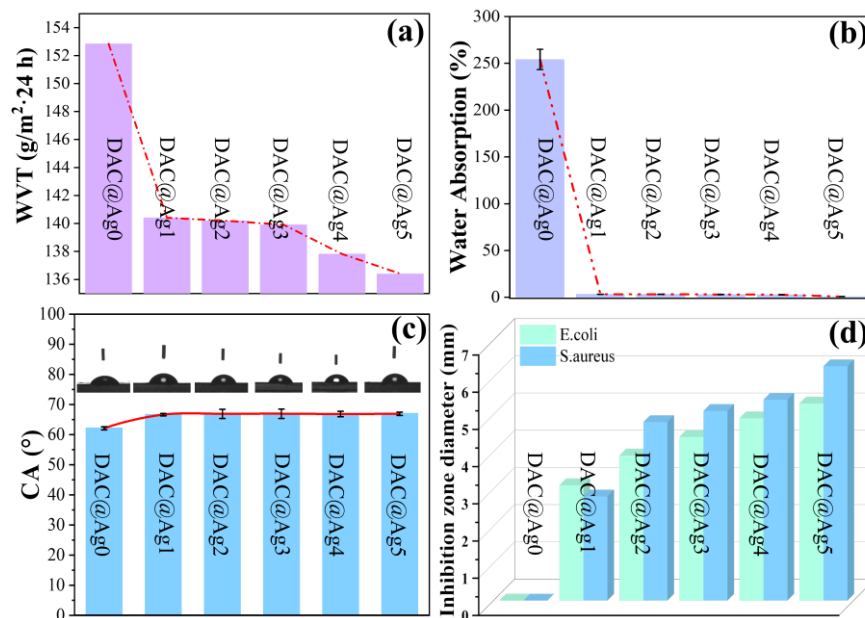 (a)
WVT (g/m²·24 h)
154
152
150
148
146
144
142
140
138
136
DAC@Ag0
DAC@Ag1
DAC@Ag2
DAC@Ag3
DAC@Ag4
DAC@Ag5
(b)
Water Absorption (%)
300
250
200
150
100
50
0
DAC@Ag0
DAC@Ag1
DAC@Ag2
DAC@Ag3
DAC@Ag4
DAC@Ag5
(c)
CA (°)
100
90
80
70
60
50
40
30
20
10
0
DAC@Ag0
DAC@Ag1
DAC@Ag2
DAC@Ag3
DAC@Ag4
DAC@Ag5
(d)
E.coli
S.aureus
Inhibition zone diameter (mm)
7
6
5
4
3
2
1
0
DAC@Ag0
DAC@Ag1
DAC@Ag2
DAC@Ag3
DAC@Ag4
DAC@Ag5